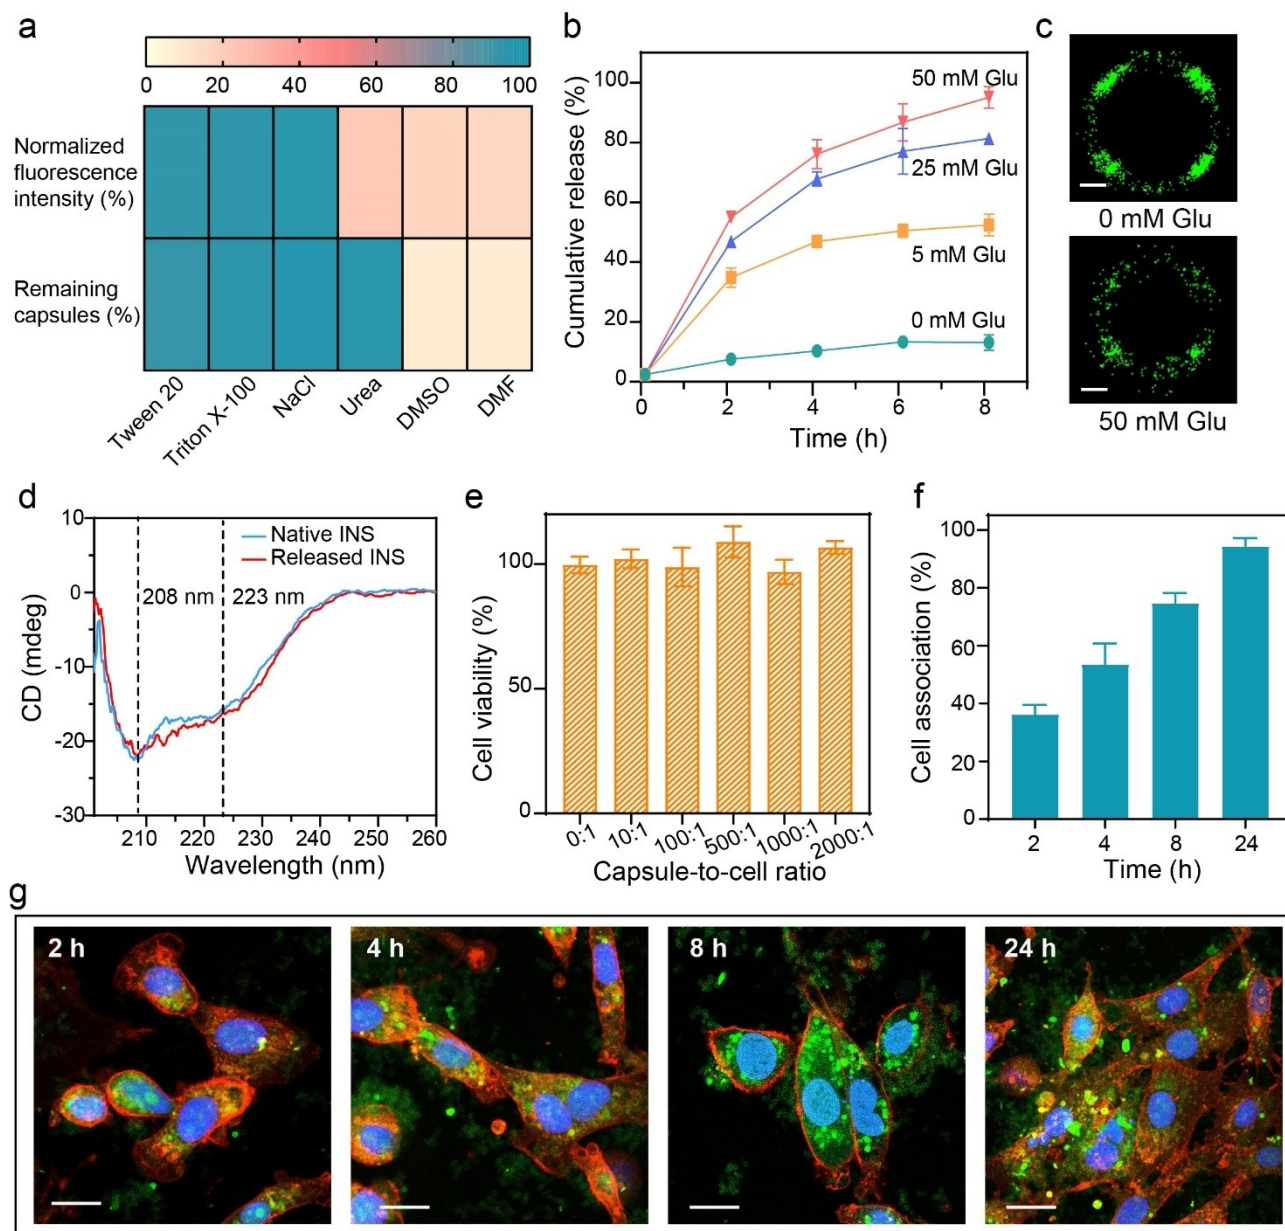 a
0 20 40 60 80 100
Normalized
fluorescence
intensity (%)
Remaining
capsules (%)
Tween 20
Triton X-100
NaCl
Urea
DMSO
DMF
b
Cumulative release (%)
100
80
60
40
20
0
50 mM Glu
25 mM Glu
5 mM Glu
0 mM Glu
0 2 4 6 8
Time (h)
c
0 mM Glu
50 mM Glu
d
CD (mdeg)
10
0
-10
-20
-30
Native INS
Released INS
208 nm
223 nm
210 220 230 240 250 260
Wavelength (nm)
e
Cell viability (%)
100
50
0
0:1
10:1
100:1
500:1
1000:1
2000:1
Capsule-to-cell ratio
f
Cell association (%)
100
80
60
40
20
0
2 4 8 24
Time (h)
g
2 h
4 h
8 h
24 h